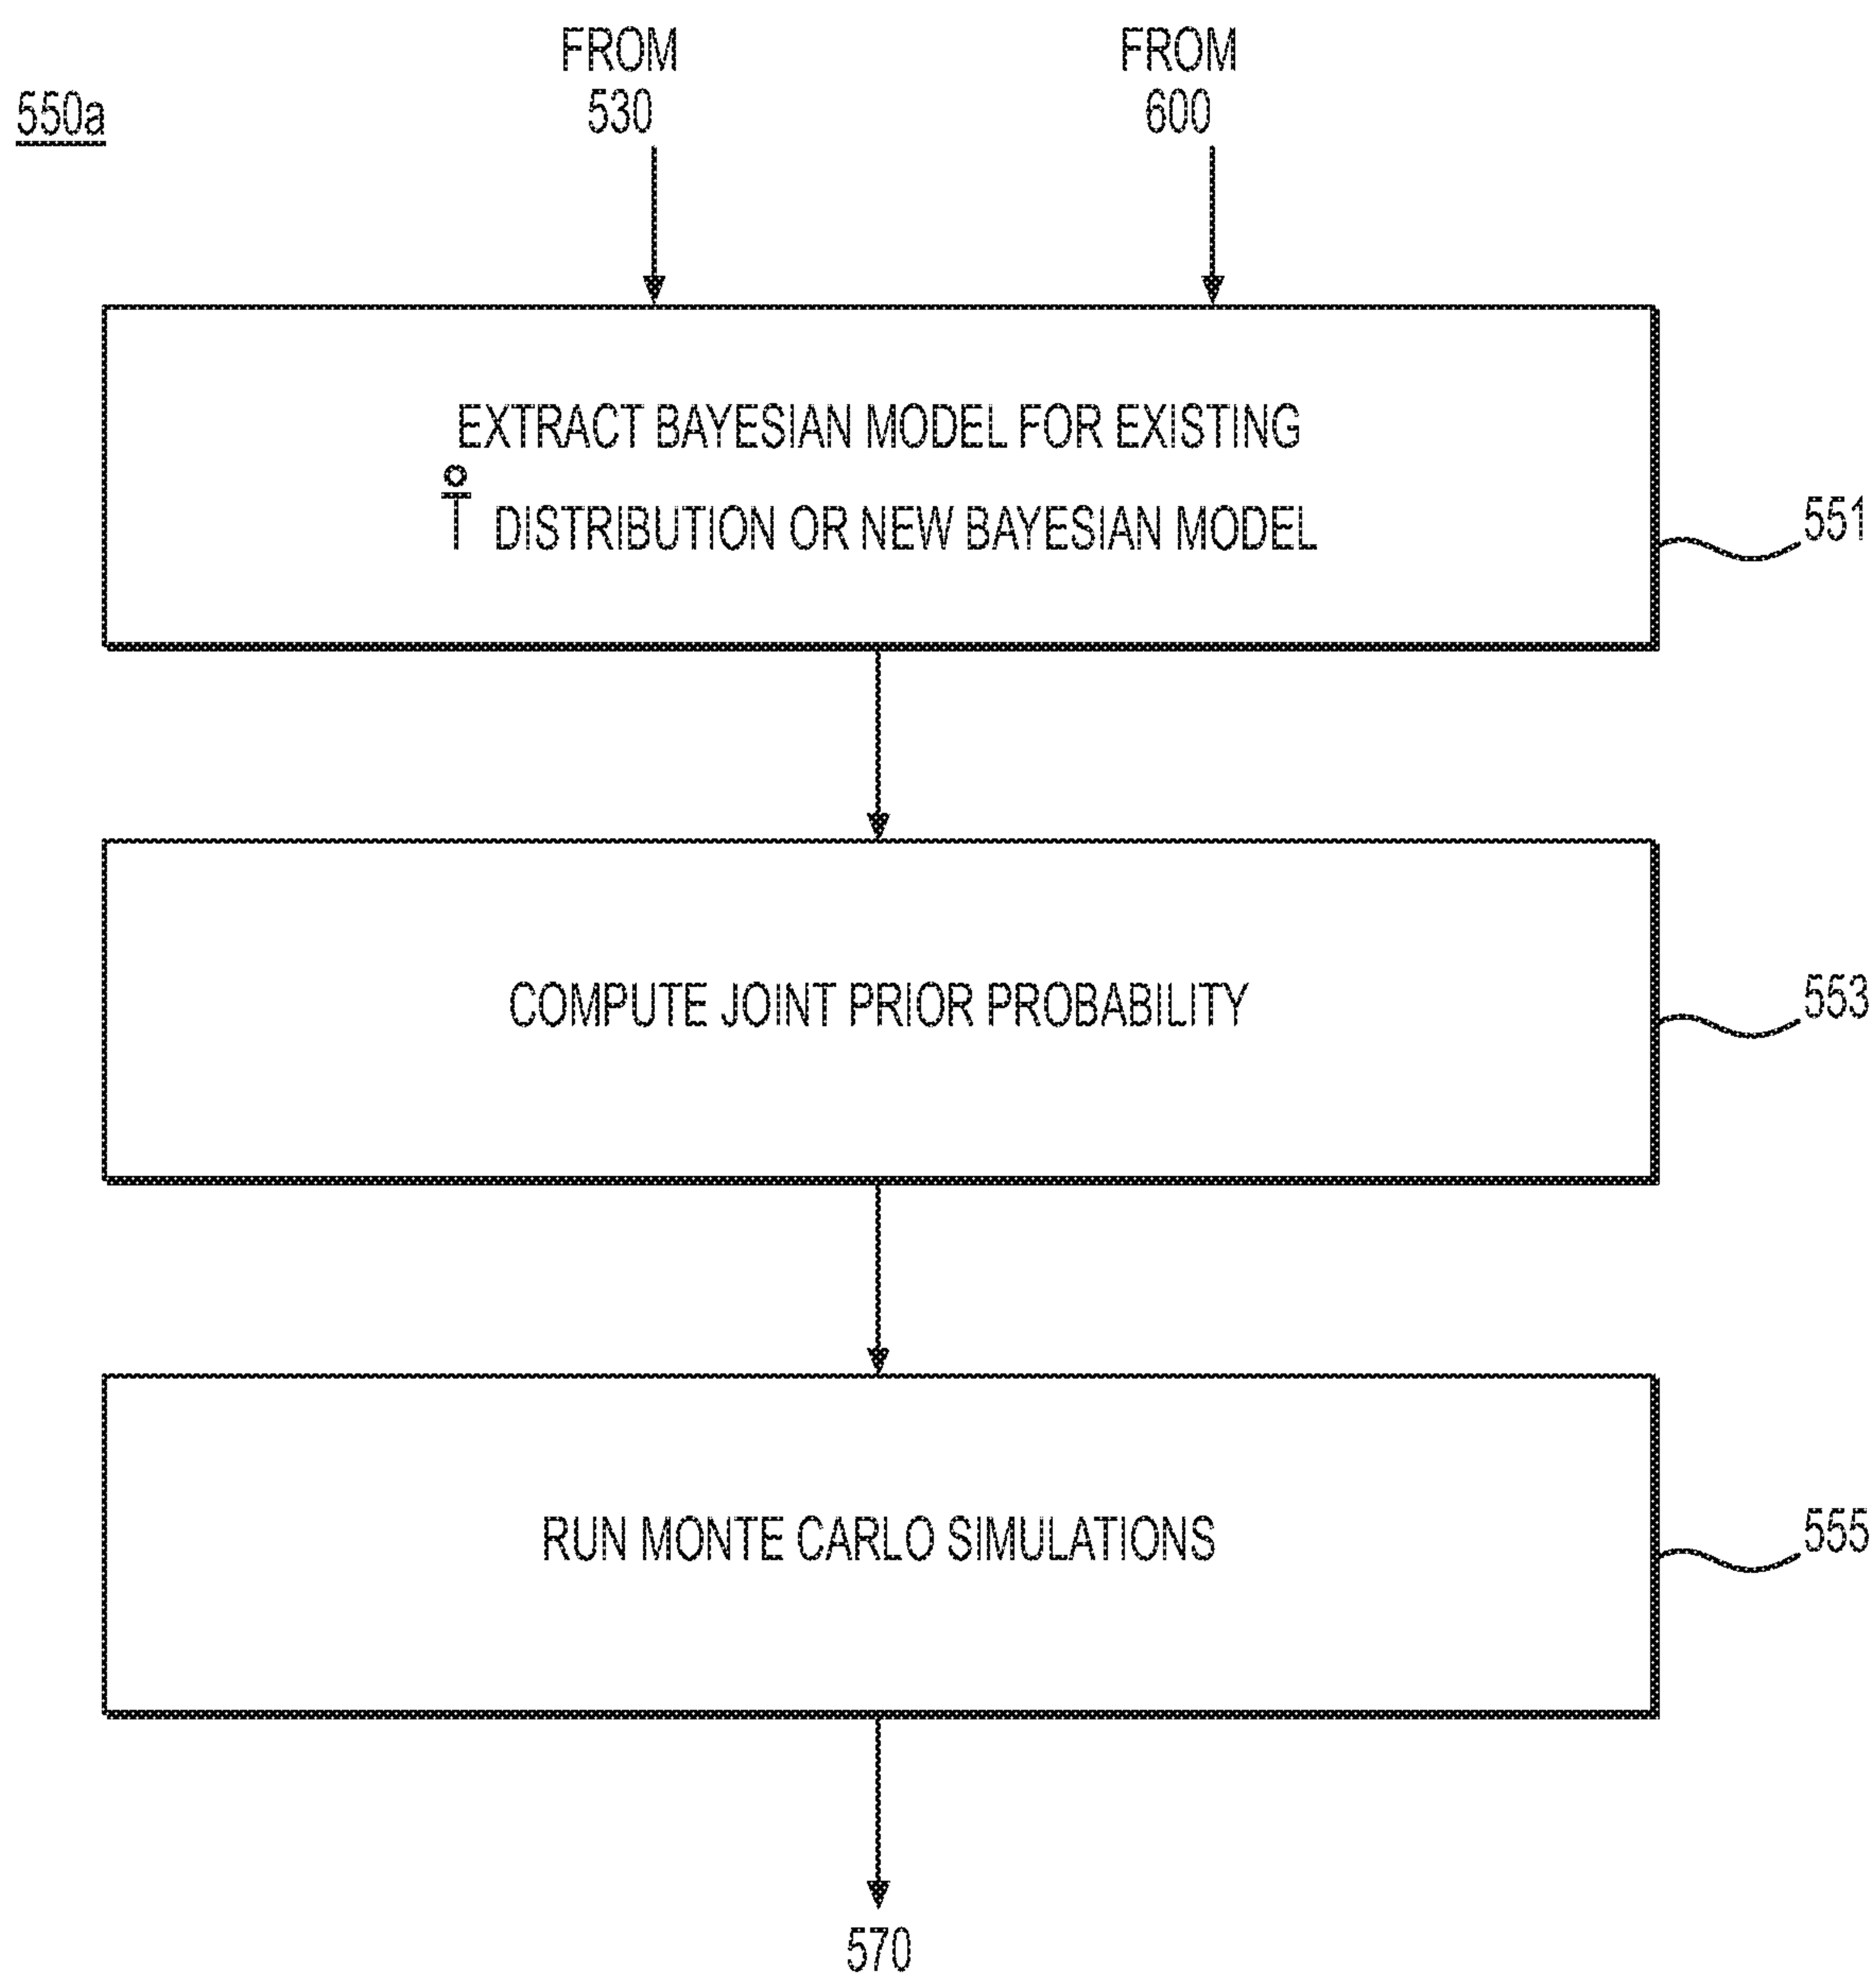 550a
FROM
530
FROM
600
EXTRACT BAYESIAN MODEL FOR EXISTING
T̊ DISTRIBUTION OR NEW BAYESIAN MODEL
551
COMPUTE JOINT PRIOR PROBABILITY
553
RUN MONTE CARLO SIMULATIONS
555
570